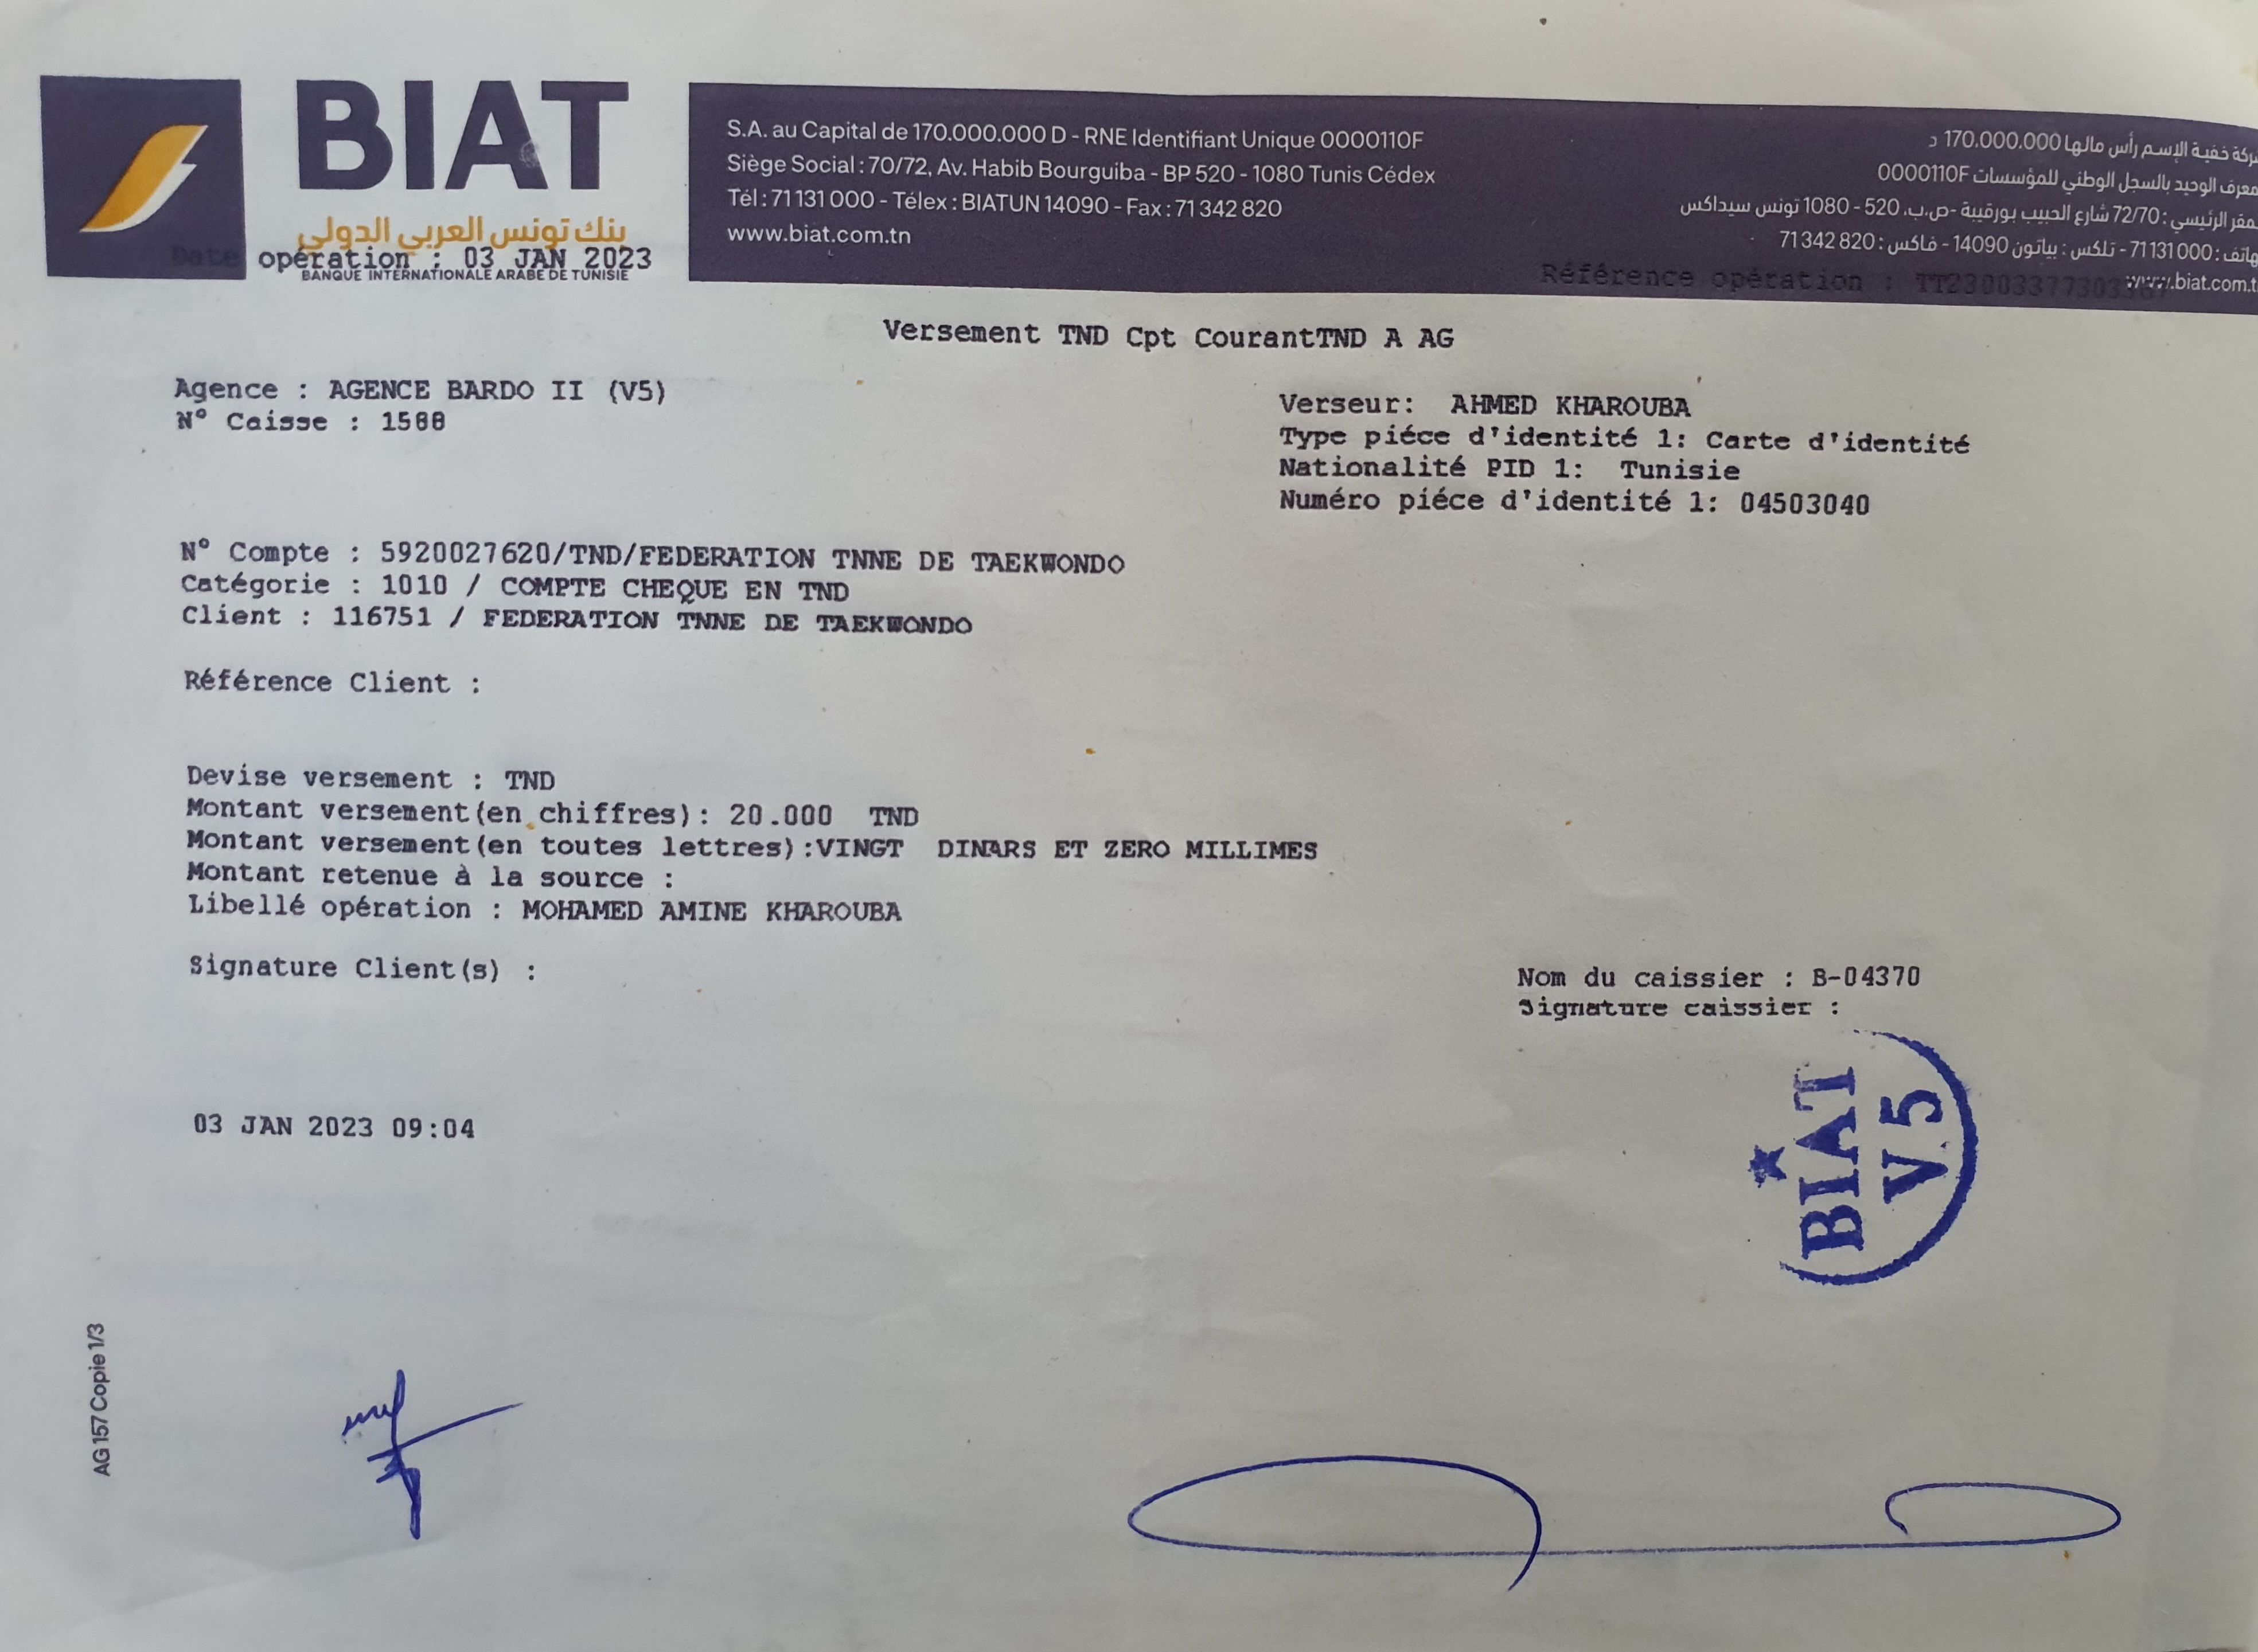 BIAT
بنك تونس العربي الدولي
Date opération : 03 JAN 2023
BANQUE INTERNATIONALE ARABE DE TUNISIE
S.A. au Capital de 170.000.000 D - RNE Identifiant Unique 0000110F
Siège Social : 70/72, Av. Habib Bourguiba - BP 520 - 1080 Tunis Cédex
Tél : 71 131 000 - Télex : BIATUN 14090 - Fax : 71 342 820
www.biat.com.tn
خفية الإسم رأس مالها 170.000.000 د
الوحيد بالسجل الوطني للمؤسسات 0000110F
الرئيسي : 72/70 شارع الحبيب بورقيبة -ص.ب. 520 - 1080 تونس سيداكس
71 131 000 - تلكس : بياتون 14090 - فاكس : 71 342 820
www.biat.com.t
Référence opération :
Versement TND Cpt CourantTND A AG
Agence : AGENCE BARDO II (V5)
N° Caisse : 1588
Verseur: AHMED KHAROUBA
Type piéce d'identité 1: Carte d'identité
Nationalité PID 1: Tunisie
Numéro piéce d'identité 1: 04503040
N° Compte : 5920027620/TND/FEDERATION TNNE DE TAEKWONDO
Catégorie : 1010 / COMPTE CHEQUE EN TND
Client : 116751 / FEDERATION TNNE DE TAEKWONDO
Référence Client :
Devise versement : TND
Montant versement(en chiffres): 20.000 TND
Montant versement(en toutes lettres):VINGT DINARS ET ZERO MILLIMES
Montant retenue à la source :
Libellé opération : MOHAMED AMINE KHAROUBA
Signature Client(s) :
Nom du caissier : B-04370
Signature caissier :
BIAT
V5
03 JAN 2023 09:04
AG 157 Copie 1/3